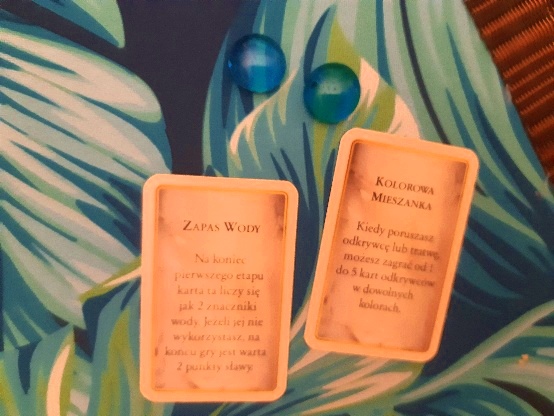 Zapas Wody
Na koniec
pierwszego etapu
karta ta liczy się
jak 2 znaczniki
wody. Jeżeli jej nie
wykorzystasz, na
końcu gry jest warta
2 punkty sławy.
Kolorowa
Mieszanka
Kiedy poruszasz
odkrywcę lub tratwę,
możesz zagrać od 1
do 5 kart odkrywców
w dowolnych
kolorach.